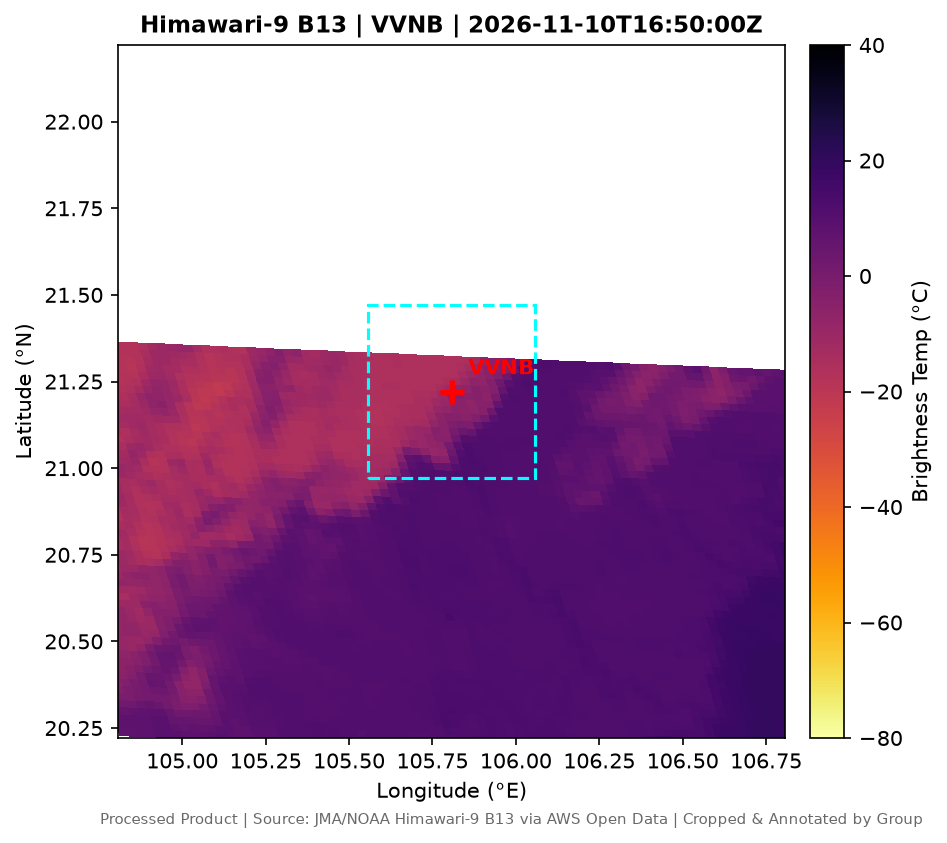 Himawari-9 B13 | VVNB | 2026-11-10T16:50:00Z
40
20
0
−20
−40
−60
−80
Brightness Temp (°C)
22.00
21.75
21.50
21.25
21.00
20.75
20.50
20.25
Latitude (°N)
VVNB
105.00 105.25 105.50 105.75 106.00 106.25 106.50 106.75
Longitude (°E)
Processed Product | Source: JMA/NOAA Himawari-9 B13 via AWS Open Data | Cropped & Annotated by Group